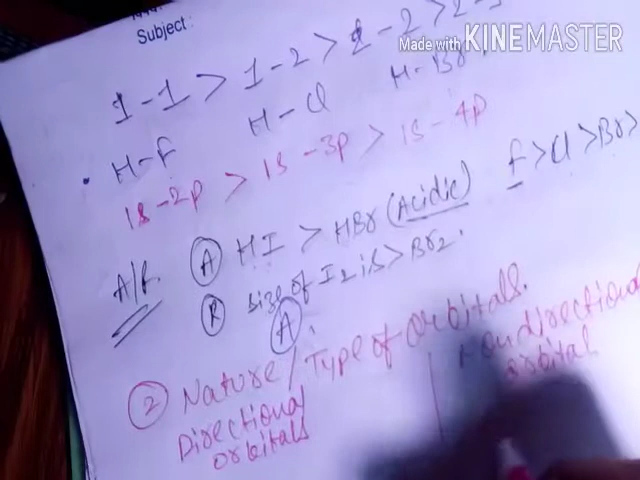 Subject :
Made with KINEMASTER
1-1 > 1-2 > 2-2 >
H-F H-Cl H-Br
1s-2p > 1s-3p > 1s-4p
A/R. (A) HI > HBr (Acidic) F > Cl > Br >
(R) Size of I2 is > Br2.
(A)
(2) Nature / Type of orbitals.
Directional orbitals
Nondirectional orbital